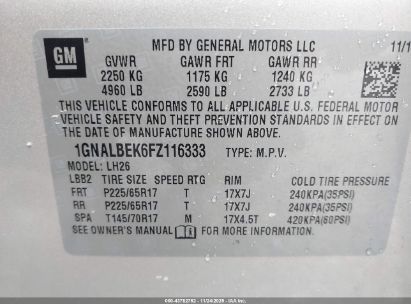 GM
MFD BY GENERAL MOTORS LLC 11/1
GVWR GAWR FRT GAWR RR
2250 KG 1175 KG 1240 KG
4960 LB 2590 LB 2733 LB
THIS VEHICLE CONFORMS TO ALL APPLICABLE U.S. FEDERAL MOTOR
VEHICLE SAFETY AND THEFT PREVENTION STANDARDS IN EFFECT ON
THE DATE OF MANUFACTURE SHOWN ABOVE.
1GNALBEK6FZ116333 TYPE: M.P.V.
MODEL: LH26
LBB2 TIRE SIZE SPEED RTG RIM COLD TIRE PRESSURE
FRT P225/65R17 T 17X7J 240KPA(35PSI)
RR P225/65R17 T 17X7J 240KPA(35PSI)
SPA T145/70R17 M 17X4.5T 420KPA(60PSI)
SEE OWNER'S MANUAL FOR MORE INFORMATION.